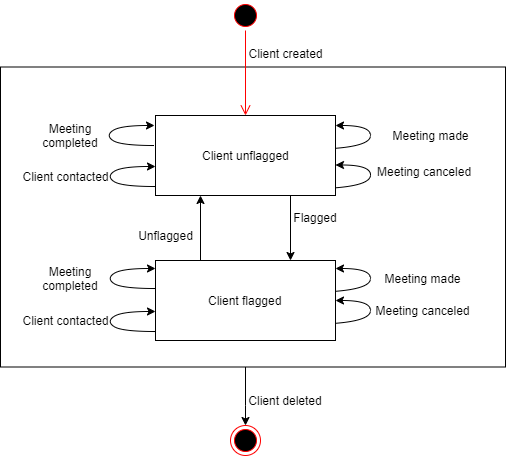 Client created
Meeting
completed
Client unflagged
Meeting made
Client contacted
Meeting canceled
Unflagged
Flagged
Meeting
completed
Client flagged
Meeting made
Client contacted
Meeting canceled
Client deleted